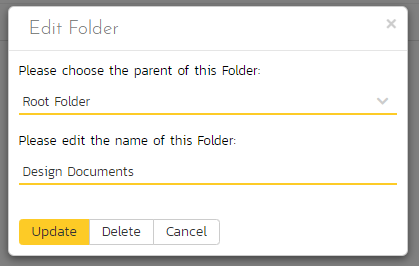 Edit Folder
×
Please choose the parent of this Folder:
Root Folder
Please edit the name of this Folder:
Design Documents
Update Delete Cancel